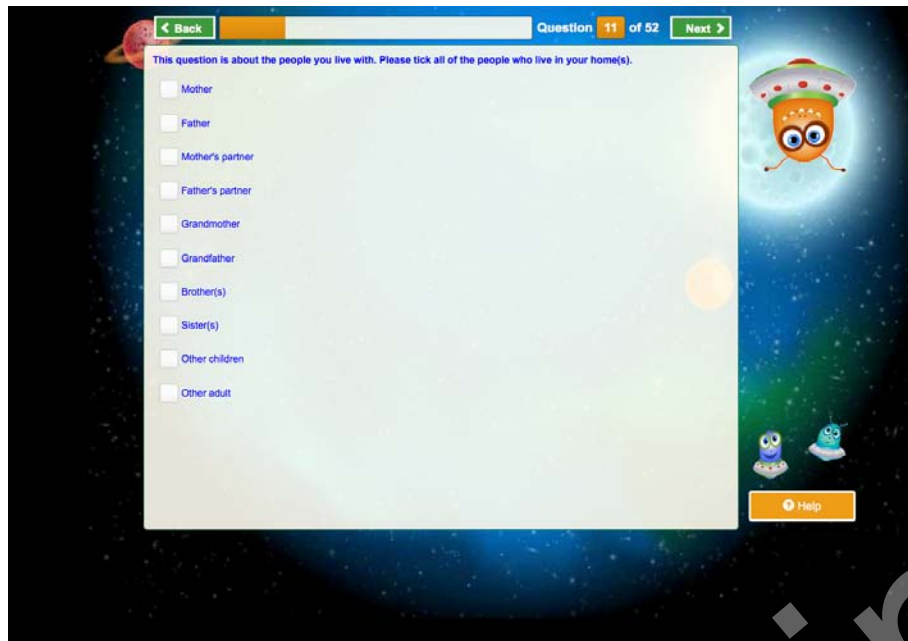 Back
Question 11 of 52
Next
This question is about the people you live with. Please tick all of the people who live in your home(s).
Mother
Father
Mother's partner
Father's partner
Grandmother
Grandfather
Brother(s)
Sister(s)
Other children
Other adult
Help